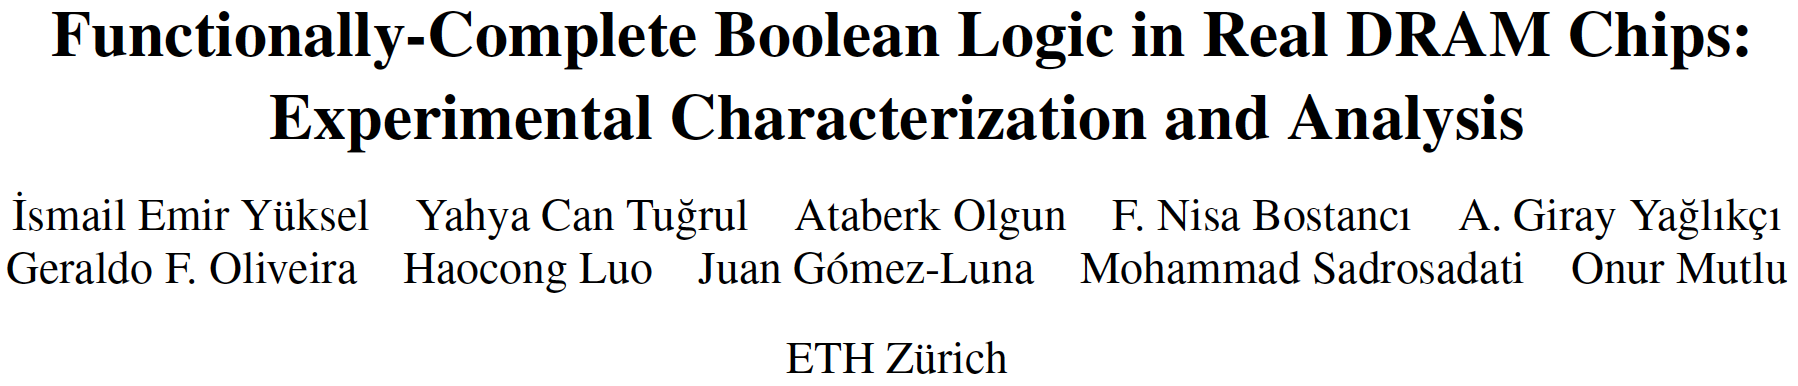 Functionally-Complete Boolean Logic in Real DRAM Chips:
Experimental Characterization and Analysis
İsmail Emir Yüksel Yahya Can Tuğrul Ataberk Olgun F. Nisa Bostancı A. Giray Yağlıkçı
Geraldo F. Oliveira Haocong Luo Juan Gómez-Luna Mohammad Sadrosadati Onur Mutlu
ETH Zürich